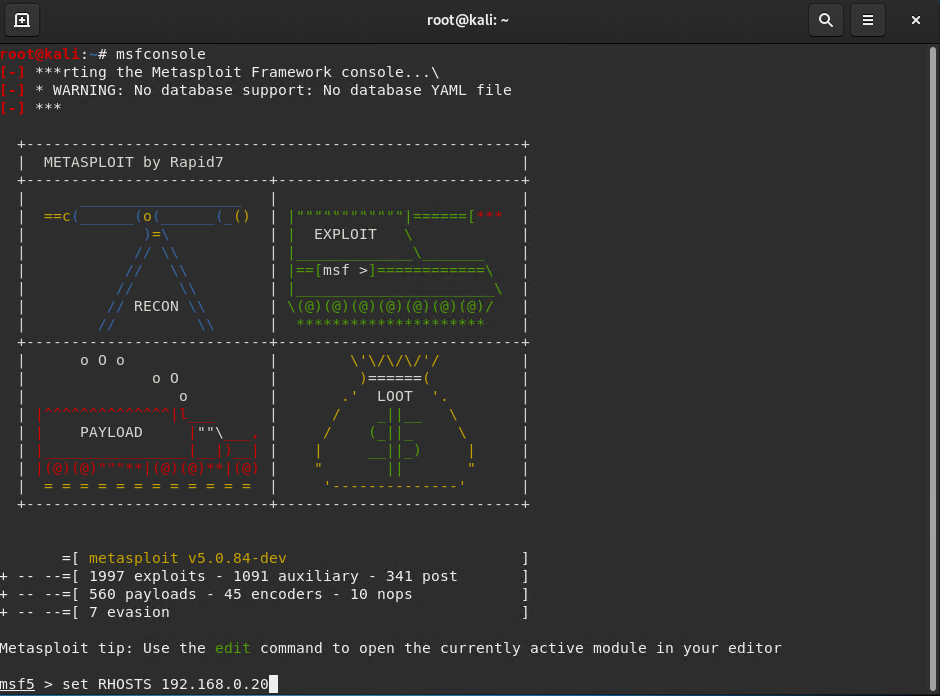 root@kali: ~
root@kali:~# msfconsole
[-] ***rting the Metasploit Framework console...\
[-] * WARNING: No database support: No database YAML file
[-] ***
+------------------------------------------------------+
|  METASPLOIT by Rapid7                                 |
+---------------------------+---------------------------+
|      __________________   |                           |
|  ==c(______(o(______(_()  | |""""""""""""|======[***  |
|             )=\           | |  EXPLOIT   \            |
|            // \\          | |_____________\_______    |
|           //   \\         | |==[msf >]============\   |
|          //     \\        | |______________________\  |
|         // RECON \\       | \(@)(@)(@)(@)(@)(@)(@)/   |
|        //         \\      |  *********************    |
+---------------------------+---------------------------+
|      o O o                |        \'\/\/\/'/         |
|              o O          |         )======(          |
|                 o         |       .'  LOOT  '.        |
| |^^^^^^^^^^^^^^|l___      |      /    _||__   \       |
| |    PAYLOAD     |""\___, |     /    (_||_     \      |
| |________________|__|)__| |    |     __||_)     |     |
| |(@)(@)"""**|(@)(@)**|(@) |    "       ||       "     |
|  = = = = = = = = = = = =  |     '--------------'      |
+---------------------------+---------------------------+
=[ metasploit v5.0.84-dev                          ]
+ -- --=[ 1997 exploits - 1091 auxiliary - 341 post       ]
+ -- --=[ 560 payloads - 45 encoders - 10 nops            ]
+ -- --=[ 7 evasion                                       ]
Metasploit tip: Use the edit command to open the currently active module in your editor
msf5 > set RHOSTS 192.168.0.20